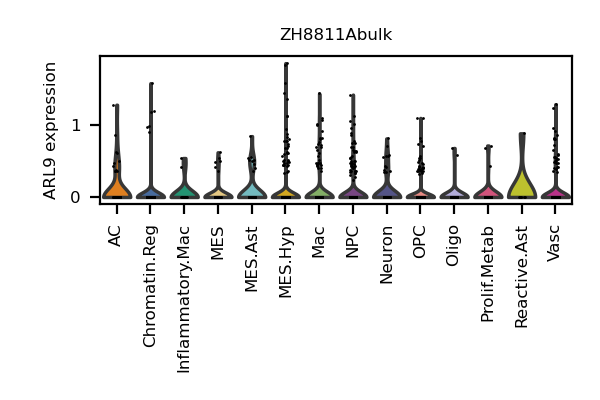 ZH8811Abulk
ARL9 expression
1
0
AC
Chromatin.Reg
Inflammatory.Mac
MES
MES.Ast
MES.Hyp
Mac
NPC
Neuron
OPC
Oligo
Prolif.Metab
Reactive.Ast
Vasc